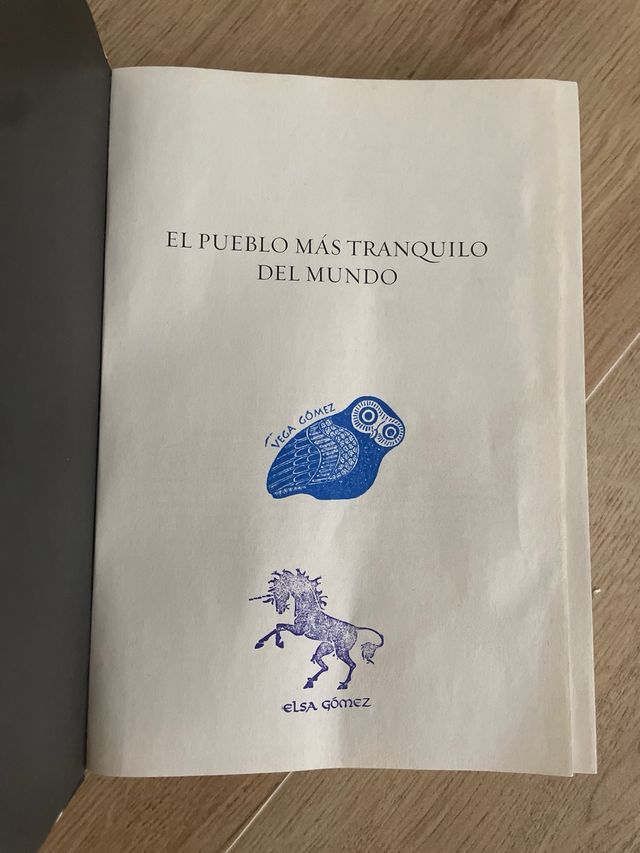 EL PUEBLO MÁS TRANQUILO
DEL MUNDO
VEGA GÓMEZ
ELSA GÓMEZ